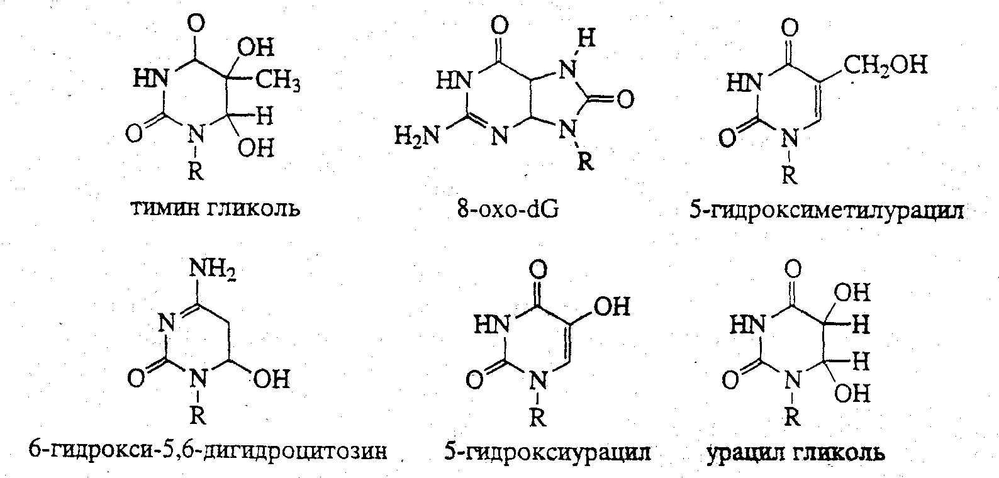 O
OH
HN
CH3
H
O
N
OH
R
тимин гликоль
O
H
HN
N
O
H2N
N
N
R
8-oxo-dG
O
CH2OH
HN
O
N
R
5-гидроксиметилурацил
NH2
N
O
N
OH
R
6-гидрокси-5,6-дигидроцитозин
O
OH
HN
O
N
R
5-гидроксиурацил
O
OH
HN
H
H
O
N
OH
R
урацил гликоль